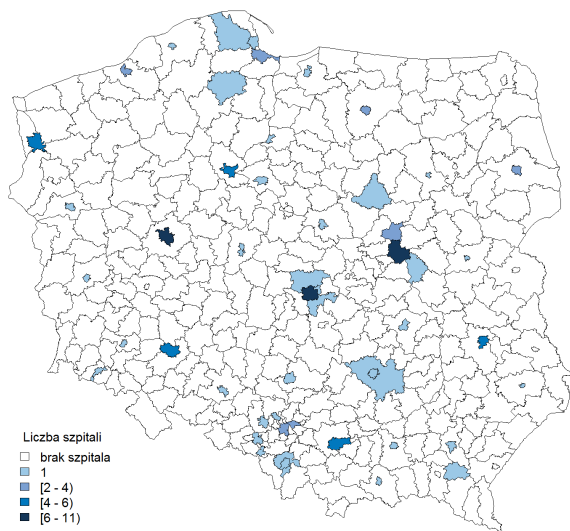 Liczba szpitali
brak szpitala
1
[2 - 4)
[4 - 6)
[6 - 11)